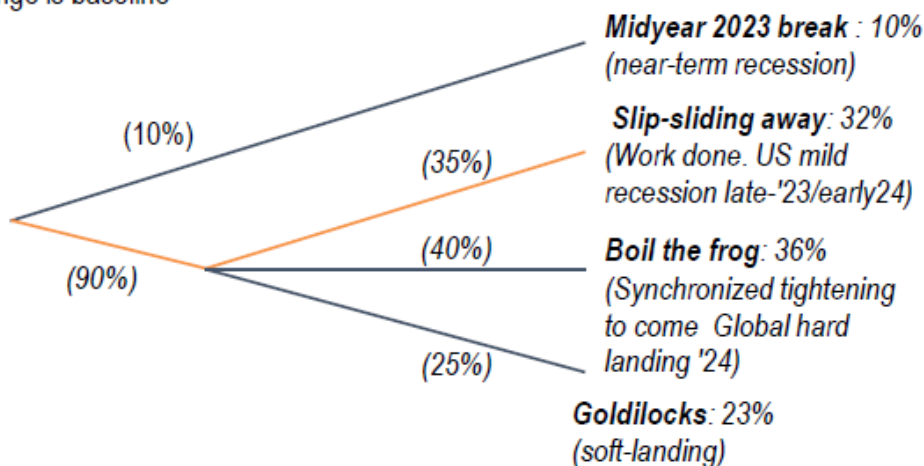 is baseline
Midyear 2023 break : 10%
(near-term recession)
(10%)
Slip-sliding away: 32%
(Work done. US mild
recession late-'23/early24)
(35%)
(90%)
(40%)
Boil the frog: 36%
(Synchronized tightening
to come Global hard
landing '24)
(25%)
Goldilocks: 23%
(soft-landing)